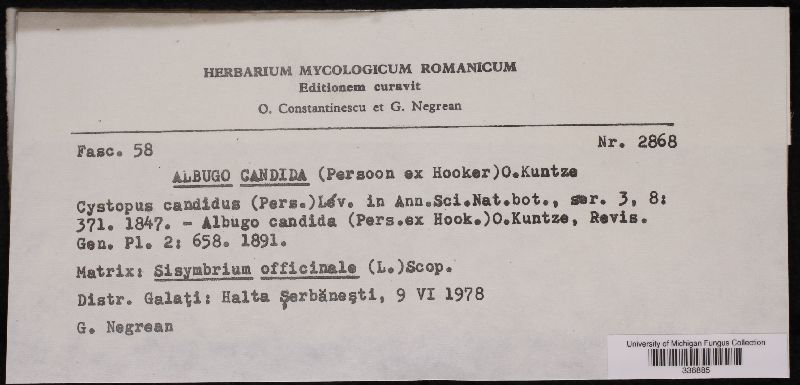 HERBARIUM MYCOLOGICUM ROMANICUM
Editionem curavit
O. Constantinescu et G. Negrean
Fasc. 58
Nr. 2868
ALBUGO CANDIDA (Persoon ex Hooker)O.Kuntze
Cystopus candidus (Pers.)Lév. in Ann.Sci.Nat.bot., ser. 3, 8:
371. 1847. - Albugo candida (Pers.ex Hook.)O.Kuntze, Revis.
Gen. Pl. 2: 658. 1891.
Matrix: Sisymbrium officinale (L.)Scop.
Distr. Galaţi: Halta Şerbăneşti, 9 VI 1978
G. Negrean
University of Michigan Fungus Collection
336885